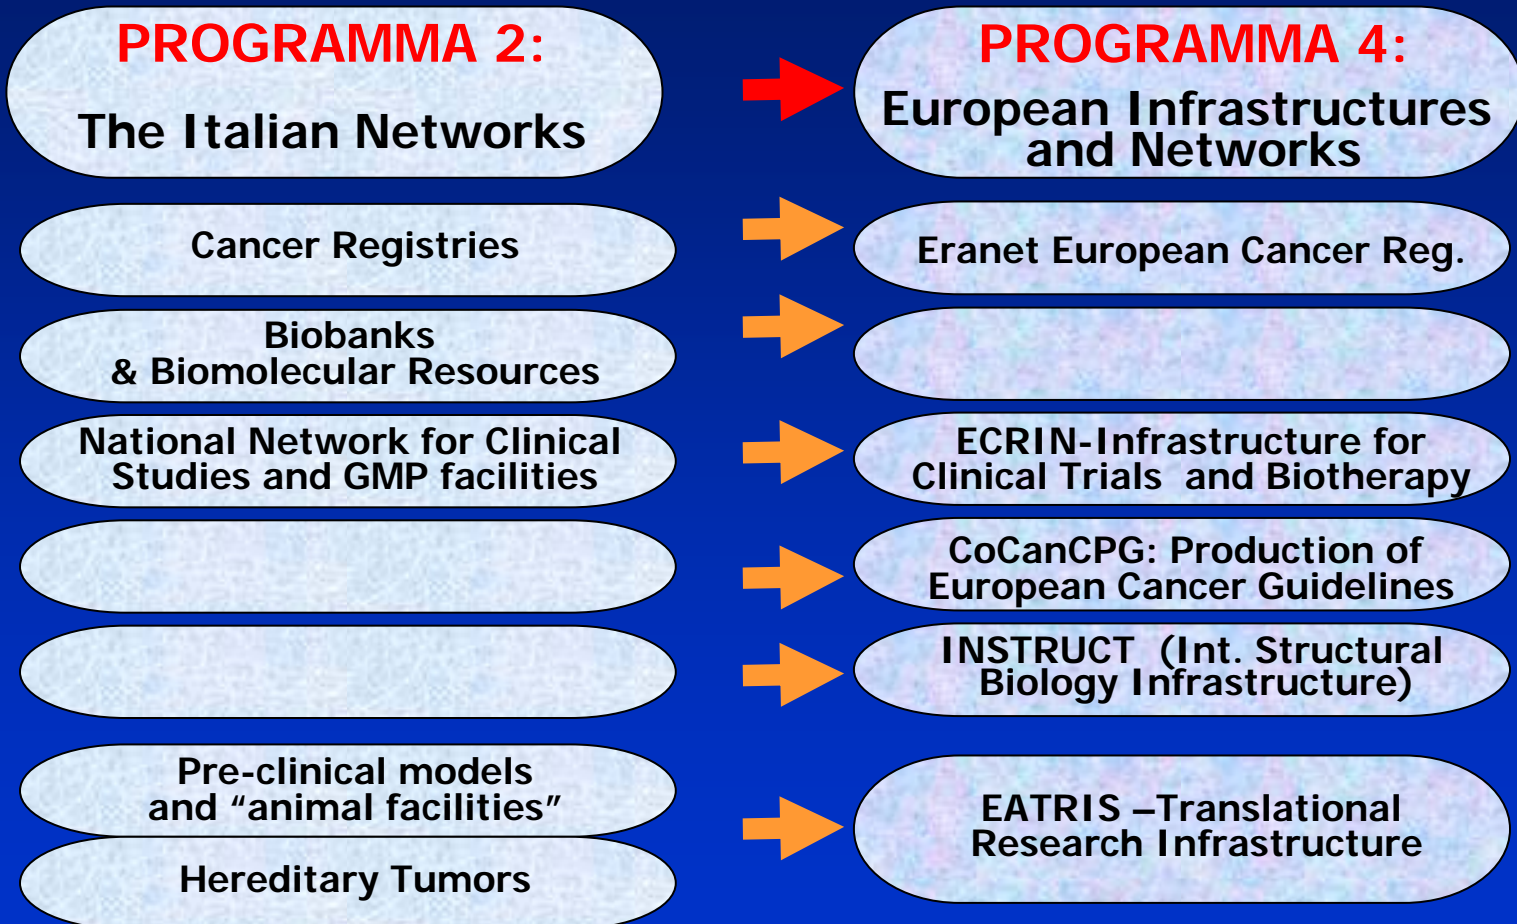 PROGRAMMA 2:
The Italian Networks
PROGRAMMA 4:
European Infrastructures
and Networks
Cancer Registries
Eranet European Cancer Reg.
Biobanks
& Biomolecular Resources
National Network for Clinical
Studies and GMP facilities
ECRIN-Infrastructure for
Clinical Trials and Biotherapy
CoCanCPG: Production of
European Cancer Guidelines
INSTRUCT (Int. Structural
Biology Infrastructure)
Pre-clinical models
and “animal facilities”
EATRIS –Translational
Research Infrastructure
Hereditary Tumors